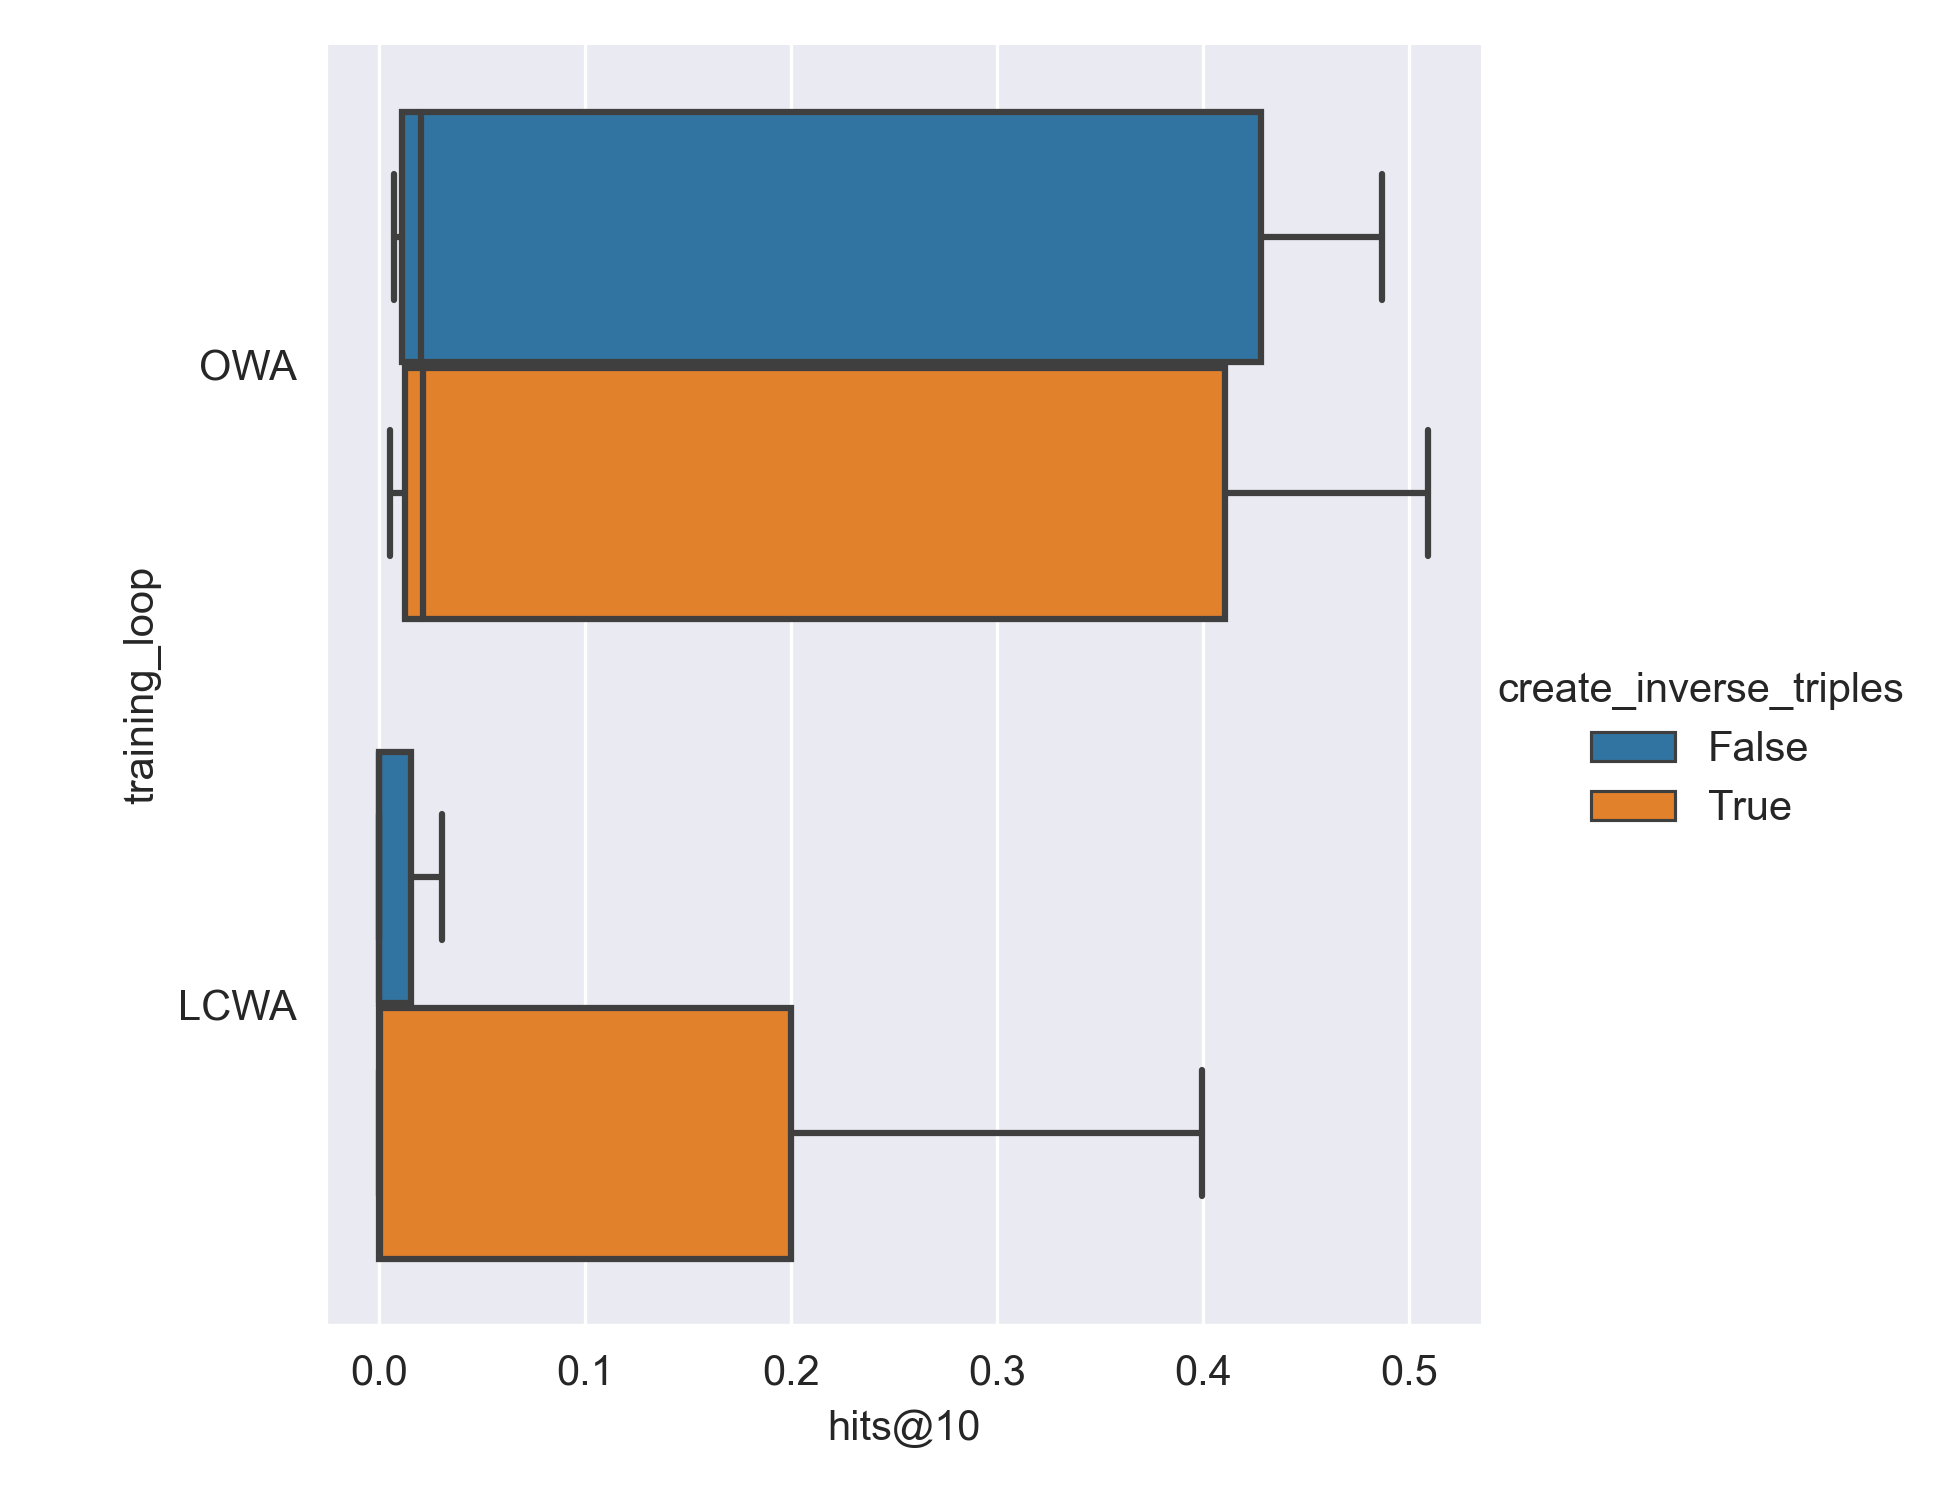 OWA
LCWA
training_loop
0.0 0.1 0.2 0.3 0.4 0.5
hits@10
create_inverse_triples
False
True